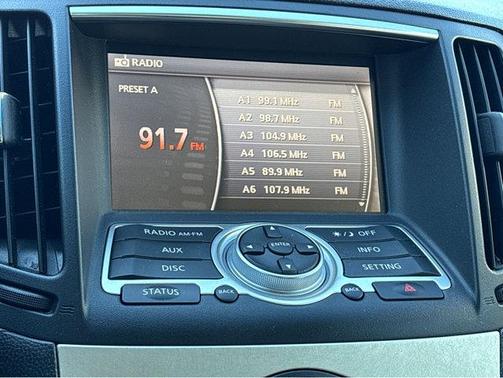 RADIO
PRESET A
91.7 FM
A1 99.1 MHz FM
A2 98.7 MHz FM
A3 104.9 MHz FM
A4 106.5 MHz FM
A5 89.9 MHz FM
A6 107.9 MHz FM
RADIO AM·FM
AUX
DISC
STATUS
BACK
ENTER
BACK
OFF
INFO
SETTING